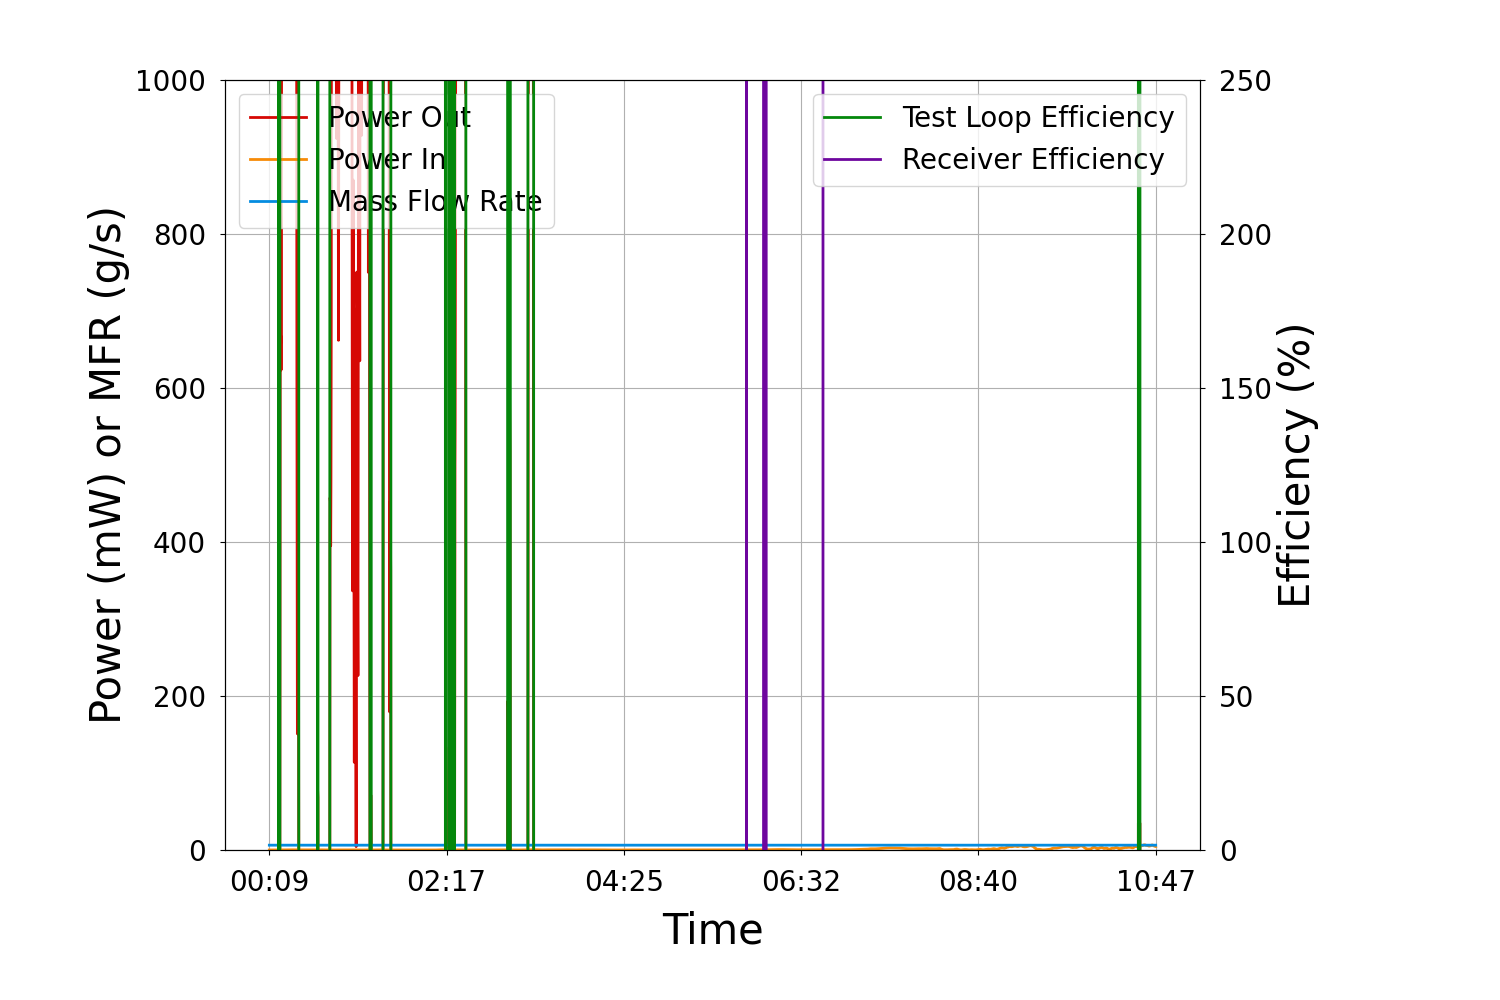 1000
800
600
400
200
0
Power (mW) or MFR (g/s)
Power Out
Power In
Mass Flow Rate
Test Loop Efficiency
Receiver Efficiency
250
200
150
100
50
0
Efficiency (%)
00:09 02:17 04:25 06:32 08:40 10:47
Time